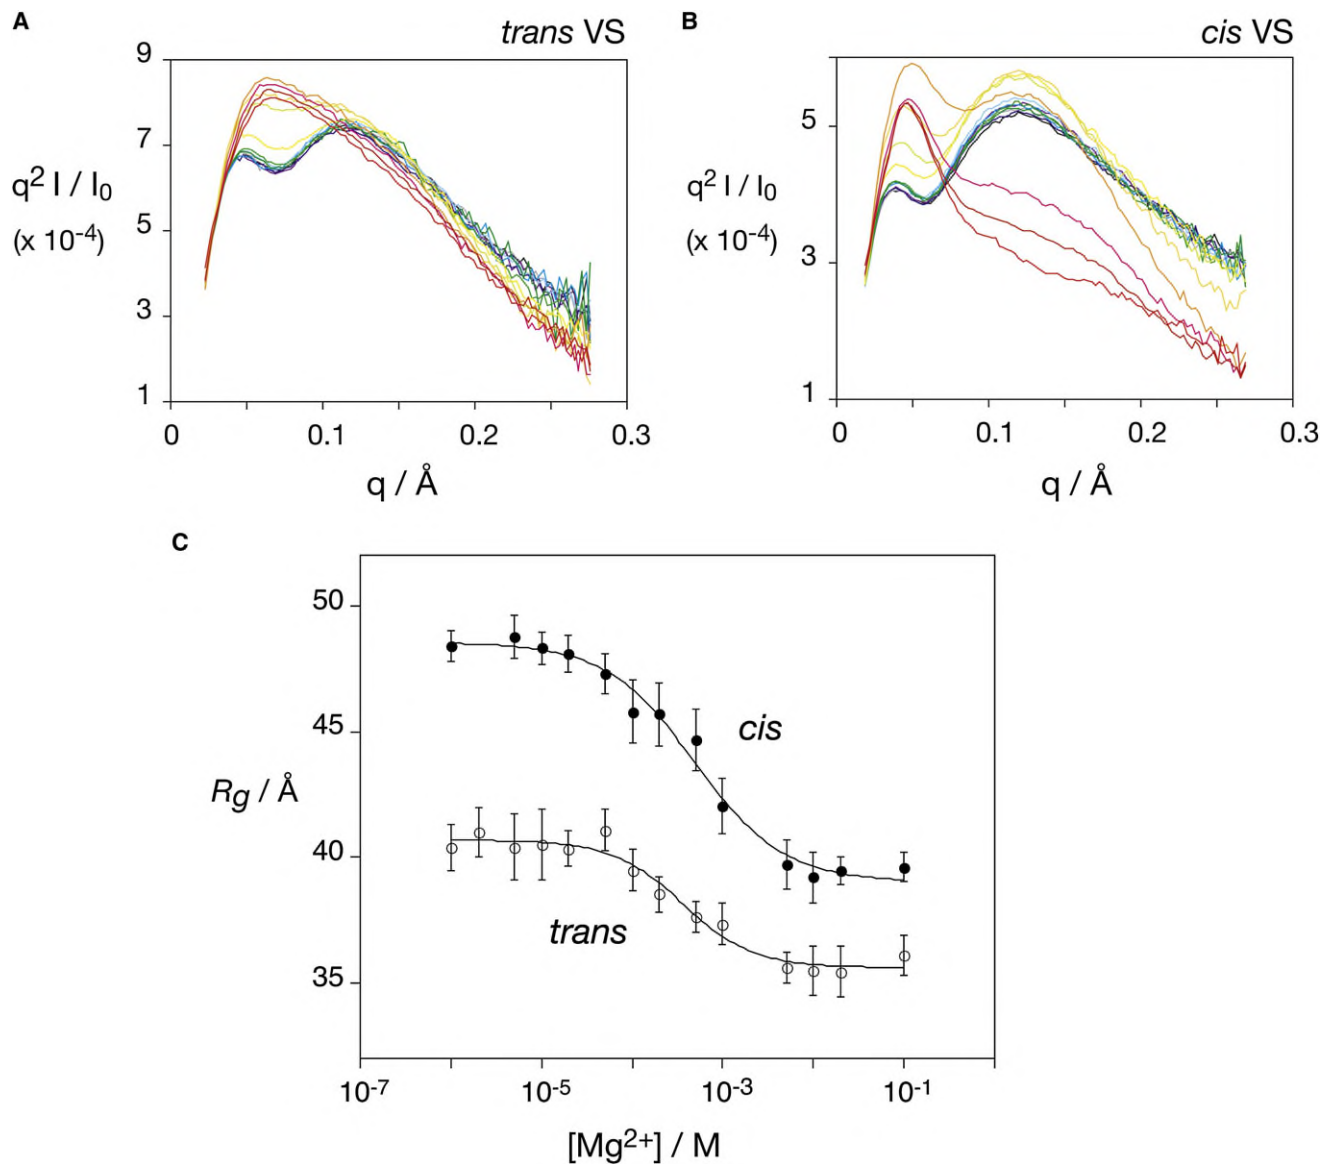 A
trans VS
9
7
5
3
1
q² I / I₀
(x 10⁻⁴)
0
0.1
0.2
0.3
q / Å
B
cis VS
5
3
1
q² I / I₀
(x 10⁻⁴)
0
0.1
0.2
0.3
q / Å
C
50
45
40
35
Rg / Å
cis
trans
10⁻⁷
10⁻⁵
10⁻³
10⁻¹
[Mg²⁺] / M